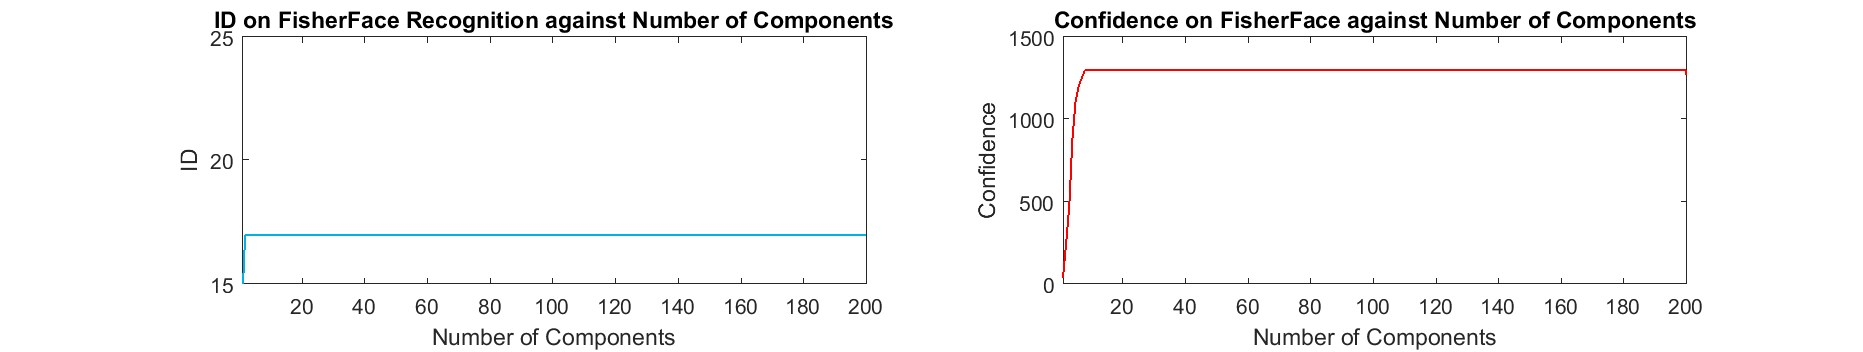 ID on FisherFace Recognition against Number of Components
25
20
15
ID
20 40 60 80 100 120 140 160 180 200
Number of Components
Confidence on FisherFace against Number of Components
1500
1000
500
0
Confidence
20 40 60 80 100 120 140 160 180 200
Number of Components